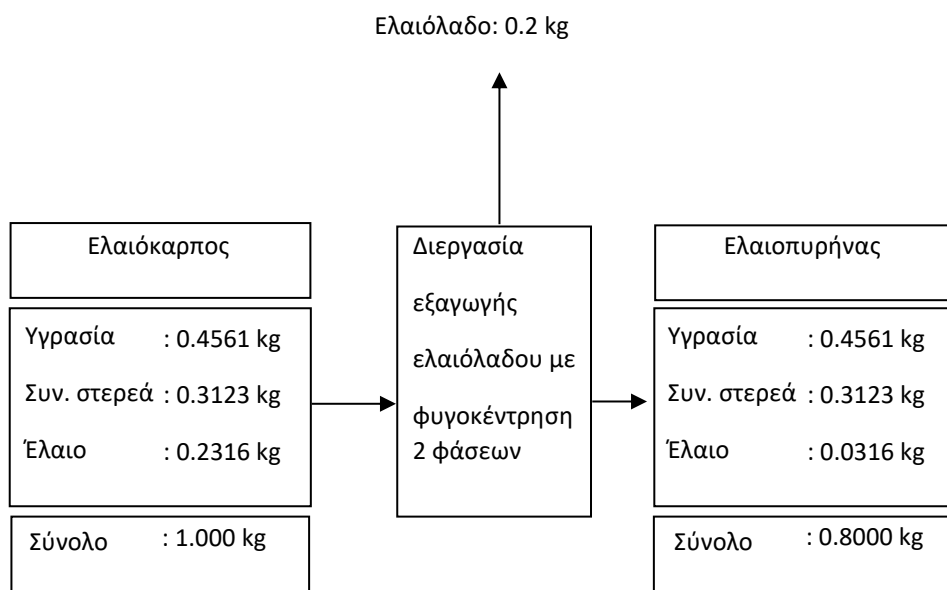 Ελαιόλαδο: 0.2 kg
Ελαιόκαρπος
Υγρασία : 0.4561 kg
Συν. στερεά : 0.3123 kg
Έλαιο : 0.2316 kg
Σύνολο : 1.000 kg
Διεργασία
εξαγωγής
ελαιόλαδου με
φυγοκέντρηση
2 φάσεων
Ελαιοπυρήνας
Υγρασία : 0.4561 kg
Συν. στερεά : 0.3123 kg
Έλαιο : 0.0316 kg
Σύνολο : 0.8000 kg